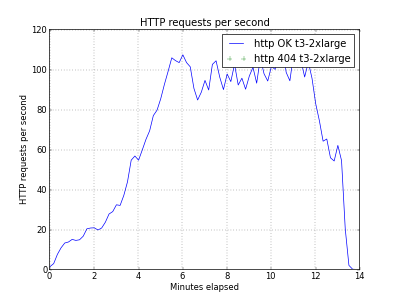 HTTP requests per second
http OK t3-2xlarge
http 404 t3-2xlarge
HTTP requests per second
120
100
80
60
40
20
0
0 2 4 6 8 10 12 14
Minutes elapsed